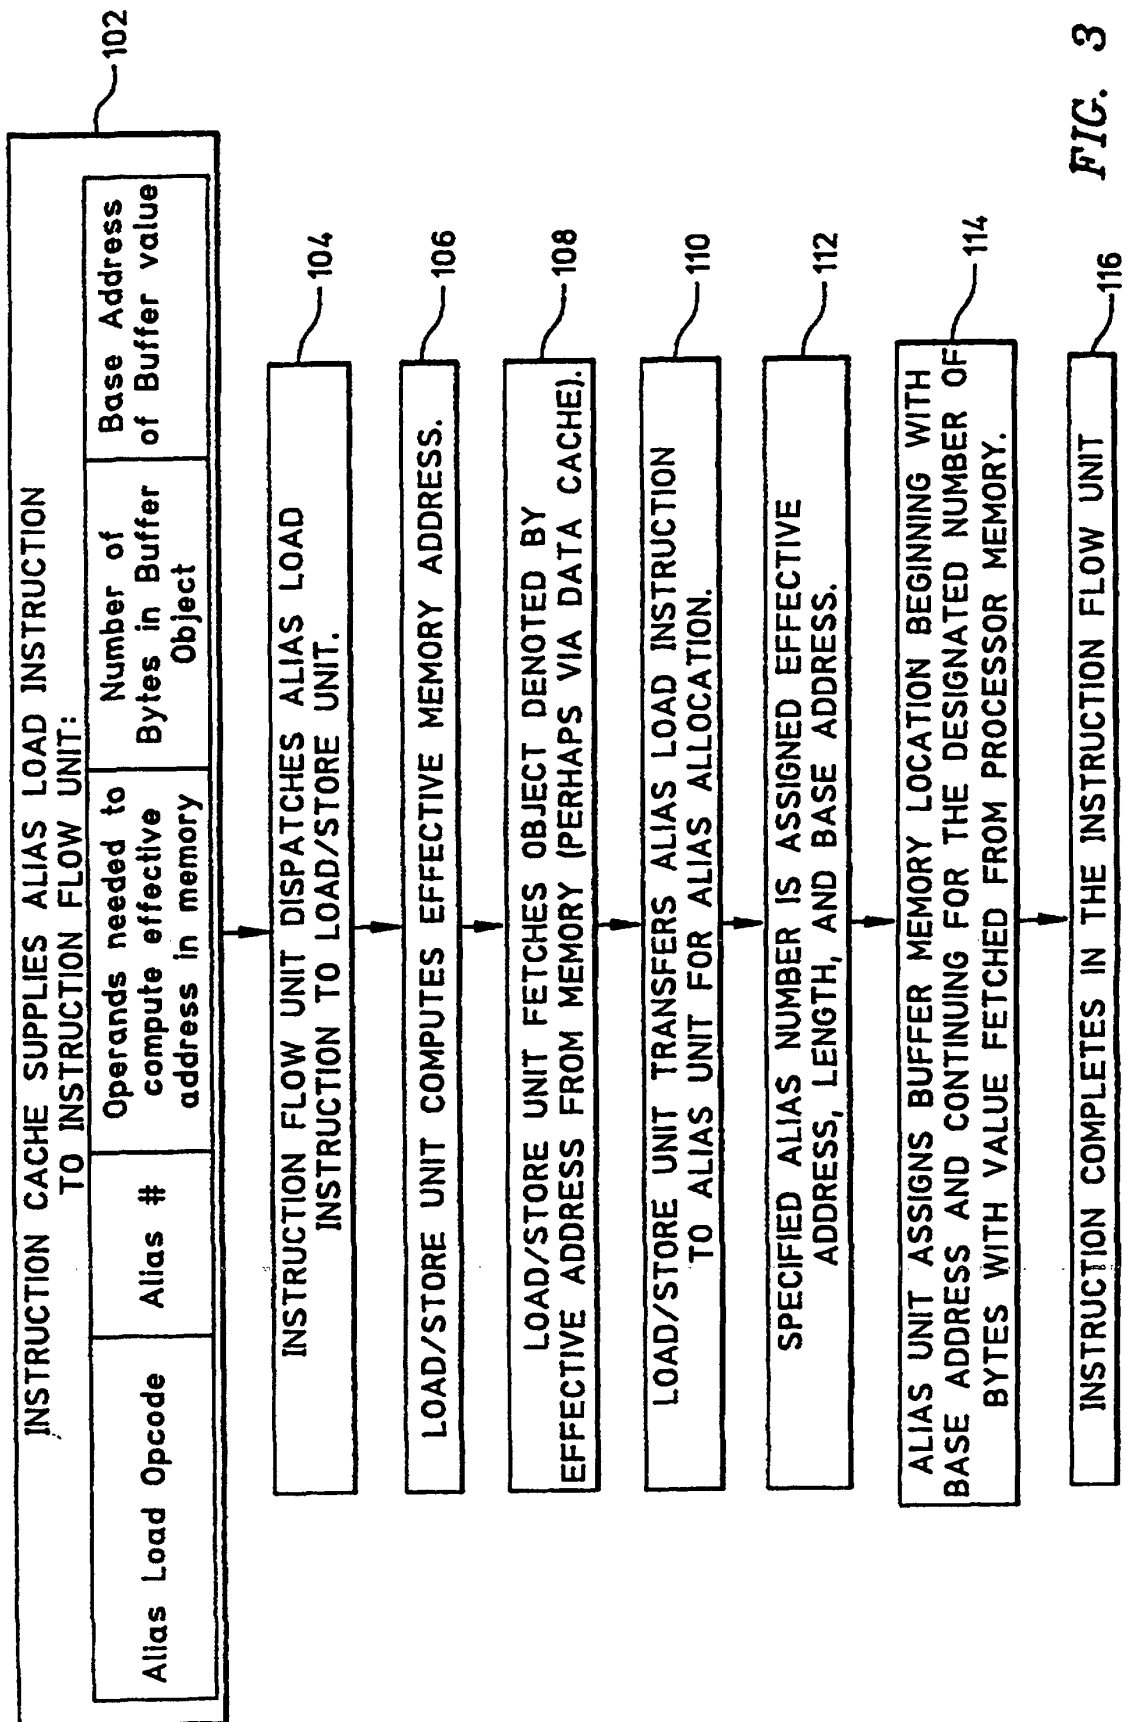 INSTRUCTION CACHE SUPPLIES ALIAS LOAD INSTRUCTION
TO INSTRUCTION FLOW UNIT:
Alias Load Opcode
Alias #
Operands needed to
compute effective
address in memory
Number of
Bytes in Buffer
Object
Base Address
of Buffer value
102
INSTRUCTION FLOW UNIT DISPATCHES ALIAS LOAD
INSTRUCTION TO LOAD/STORE UNIT.
104
LOAD/STORE UNIT COMPUTES EFFECTIVE MEMORY ADDRESS.
106
LOAD/STORE UNIT FETCHES OBJECT DENOTED BY
EFFECTIVE ADDRESS FROM MEMORY (PERHAPS VIA DATA CACHE).
108
LOAD/STORE UNIT TRANSFERS ALIAS LOAD INSTRUCTION
TO ALIAS UNIT FOR ALIAS ALLOCATION.
110
SPECIFIED ALIAS NUMBER IS ASSIGNED EFFECTIVE
ADDRESS, LENGTH, AND BASE ADDRESS.
112
ALIAS UNIT ASSIGNS BUFFER MEMORY LOCATION BEGINNING WITH
BASE ADDRESS AND CONTINUING FOR THE DESIGNATED NUMBER OF
BYTES WITH VALUE FETCHED FROM PROCESSOR MEMORY.
114
INSTRUCTION COMPLETES IN THE INSTRUCTION FLOW UNIT
116
FIG. 3